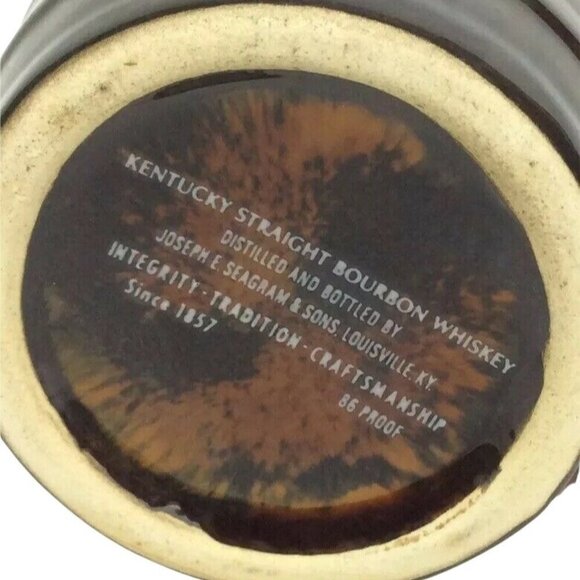 KENTUCKY STRAIGHT BOURBON WHISKEY
DISTILLED AND BOTTLED BY
JOSEPH E. SEAGRAM & SONS, LOUISVILLE, KY.
INTEGRITY - TRADITION - CRAFTSMANSHIP
Since 1857
86 PROOF